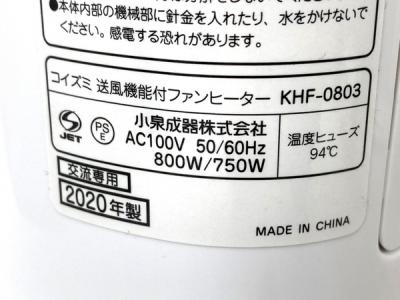 ●本体内部の機械部に針金を入れたり、水をかけないで
ください。感電する恐れがあります。
コイズミ 送風機能付ファンヒーター KHF-0803
S JET
PS E
小泉成器株式会社
AC100V 50/60Hz
800W/750W
温度ヒューズ
94℃
交流専用
2020年製
MADE IN CHINA